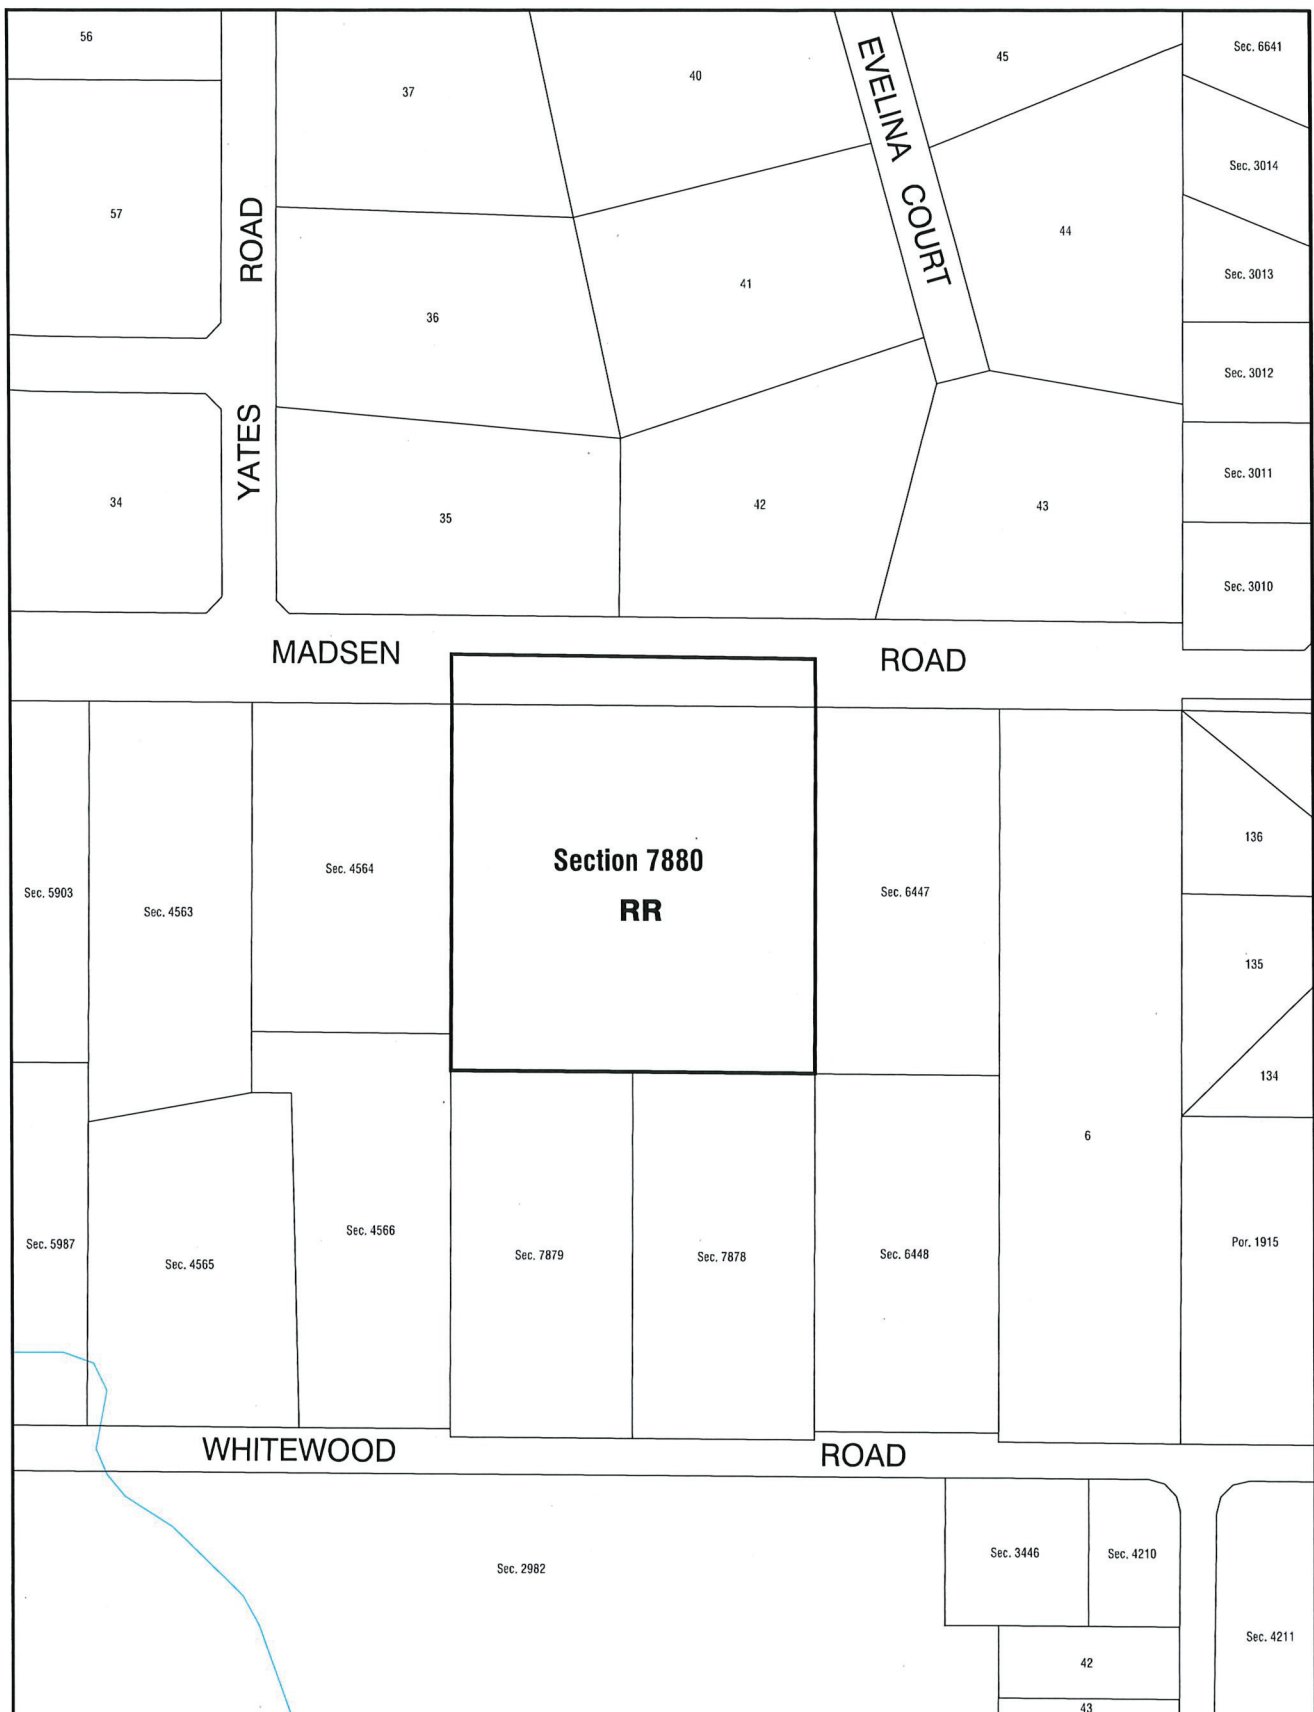 56
37
40
EVELINA COURT
45
Sec. 6641
57
ROAD
Sec. 3014
44
Sec. 3013
41
36
Sec. 3012
YATES
34
35
42
43
Sec. 3011
Sec. 3010
MADSEN
ROAD
Sec. 5903
Sec. 4563
Sec. 4564
Section 7880
RR
Sec. 6447
136
135
134
6
Sec. 5987
Sec. 4565
Sec. 4566
Sec. 7879
Sec. 7878
Sec. 6448
Por. 1915
WHITEWOOD
ROAD
Sec. 2982
Sec. 3446
Sec. 4210
Sec. 4211
42
43